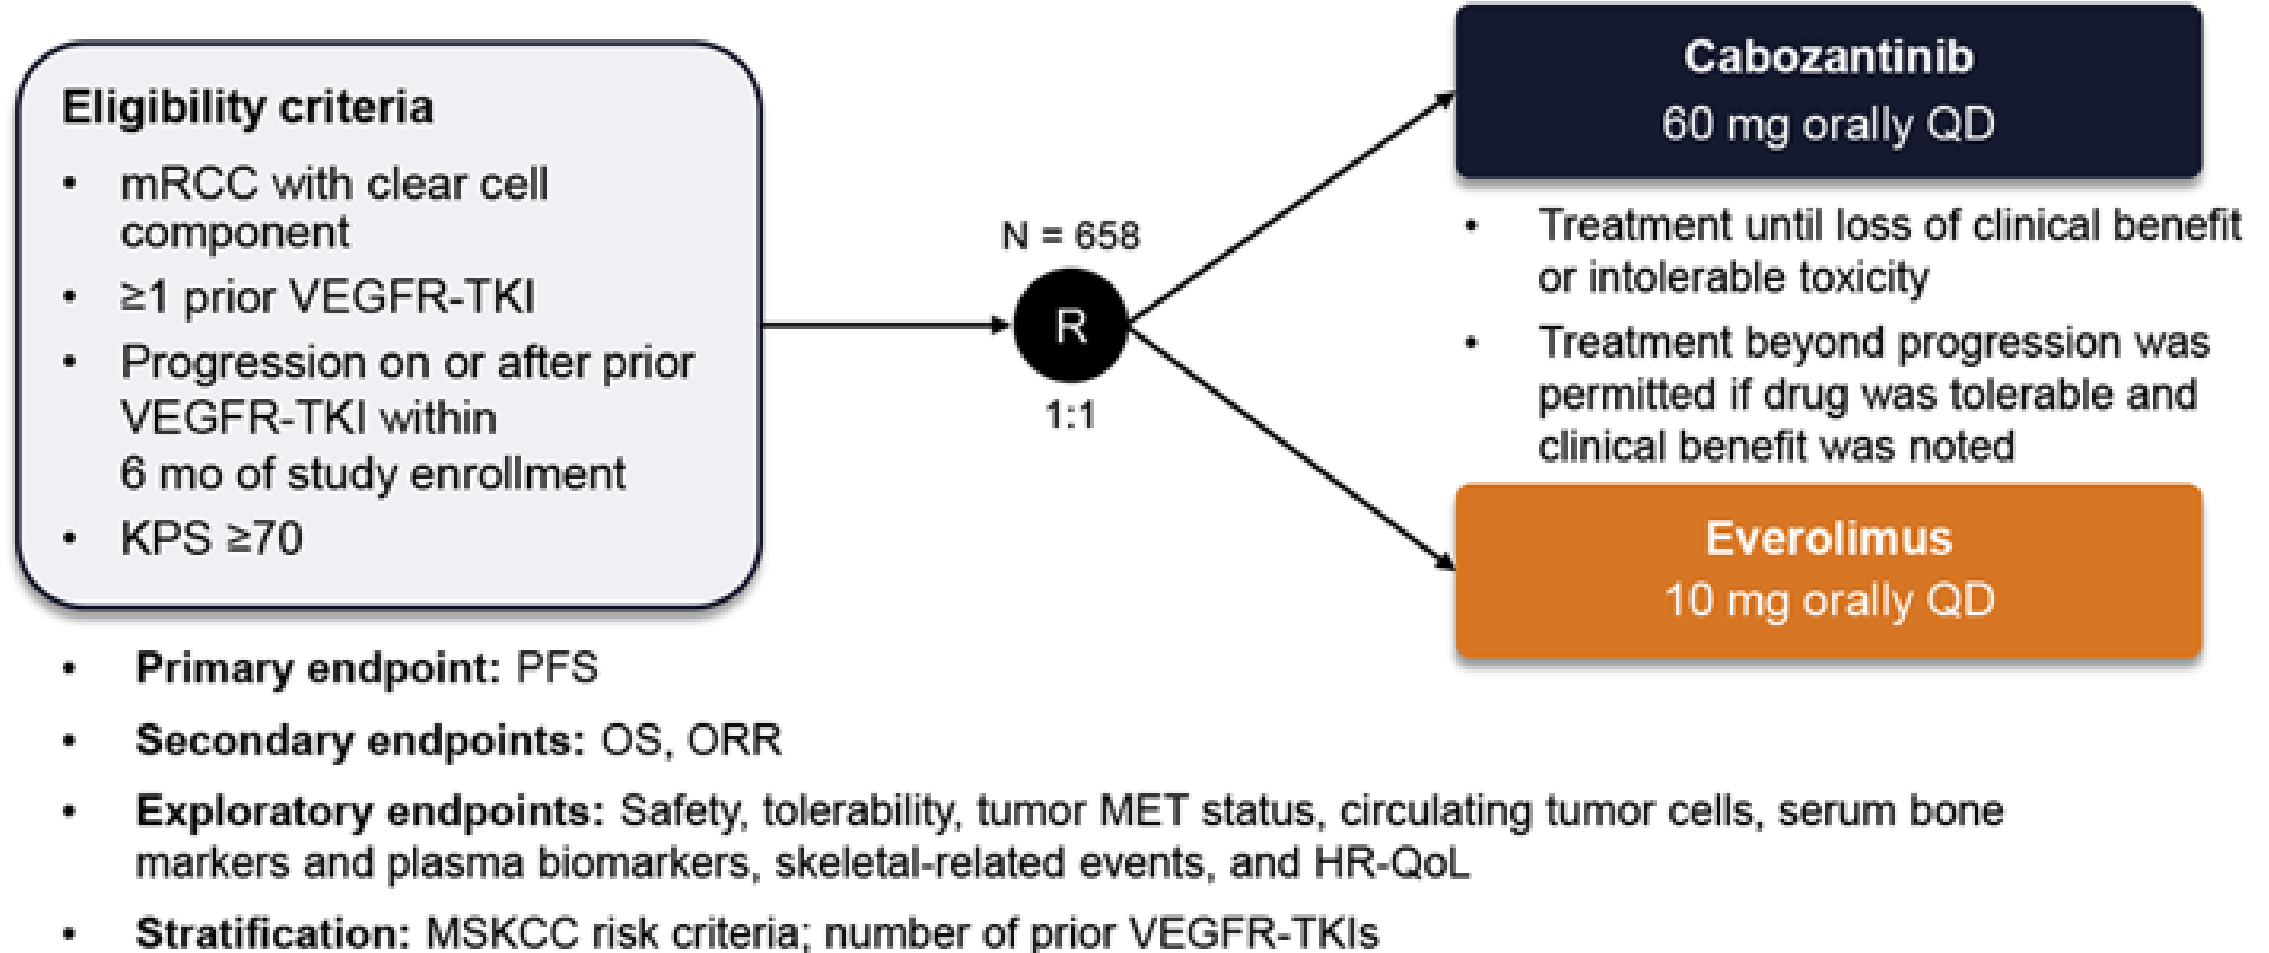 Eligibility criteria
• mRCC with clear cell
component
• ≥1 prior VEGFR-TKI
• Progression on or after prior
VEGFR-TKI within
6 mo of study enrollment
• KPS ≥70
N = 658
R
1:1
Cabozantinib
60 mg orally QD
• Treatment until loss of clinical benefit
or intolerable toxicity
• Treatment beyond progression was
permitted if drug was tolerable and
clinical benefit was noted
Everolimus
10 mg orally QD
• Primary endpoint: PFS
• Secondary endpoints: OS, ORR
• Exploratory endpoints: Safety, tolerability, tumor MET status, circulating tumor cells, serum bone
markers and plasma biomarkers, skeletal-related events, and HR-QoL
• Stratification: MSKCC risk criteria; number of prior VEGFR-TKIs